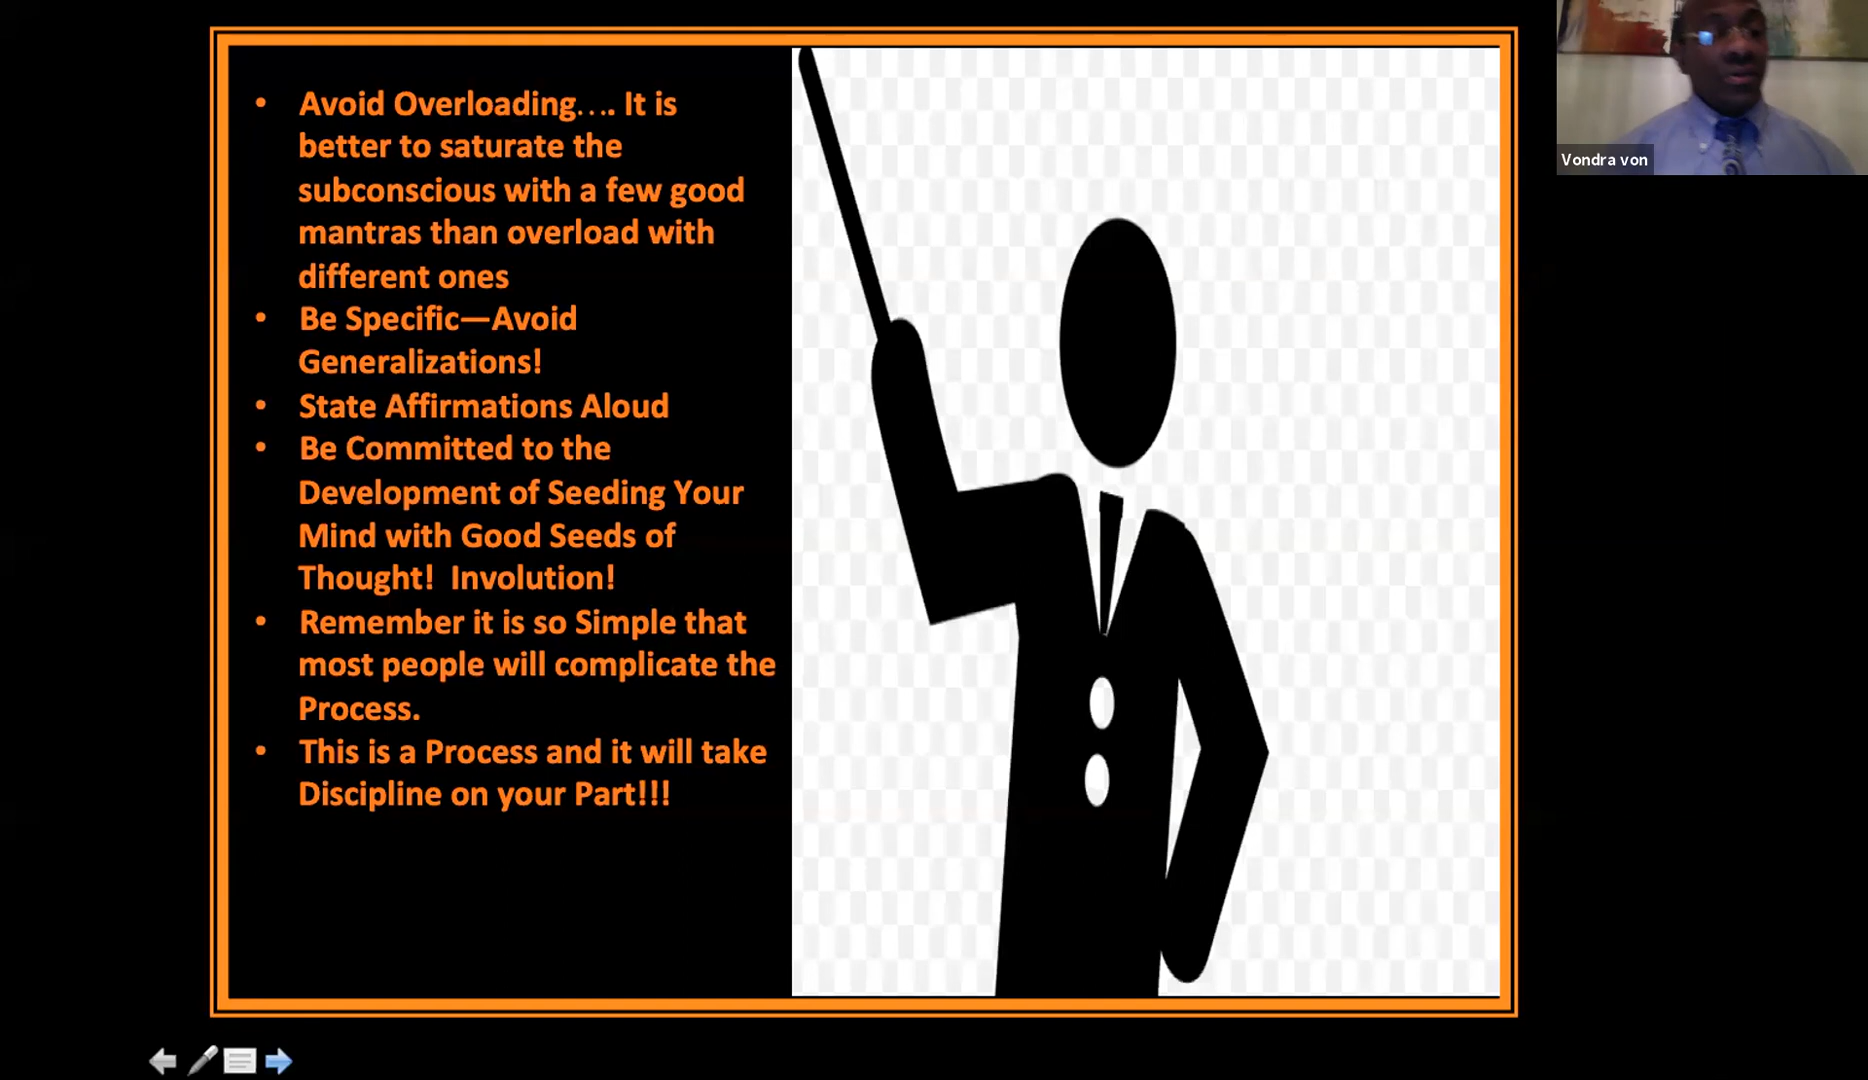 • Avoid Overloading…. It is
better to saturate the
subconscious with a few good
mantras than overload with
different ones
• Be Specific—Avoid
Generalizations!
• State Affirmations Aloud
• Be Committed to the
Development of Seeding Your
Mind with Good Seeds of
Thought!  Involution!
• Remember it is so Simple that
most people will complicate the
Process.
• This is a Process and it will take
Discipline on your Part!!!
Vondra von